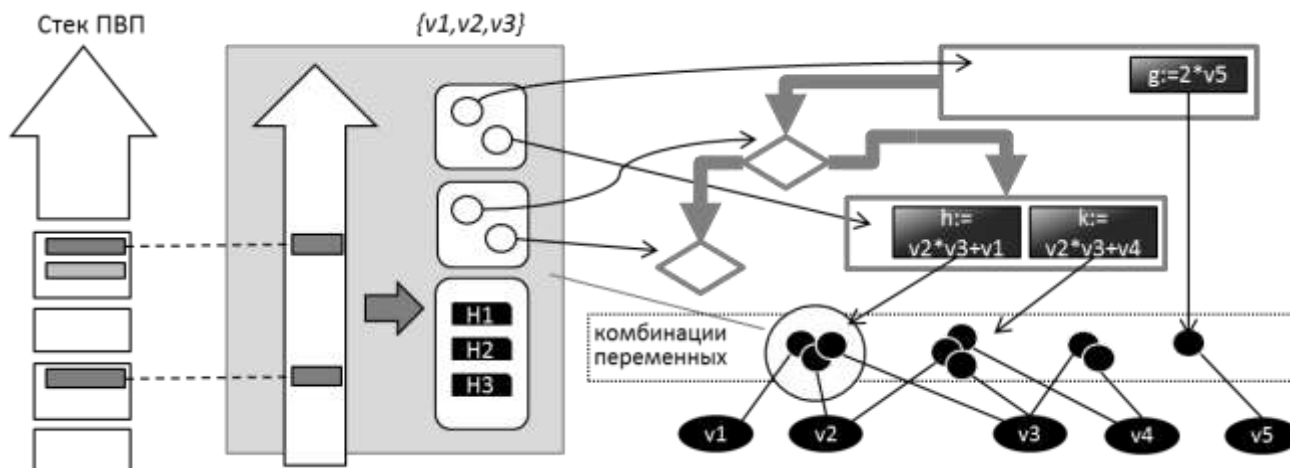 Стек ПВП
{v1,v2,v3}
g:=2*v5
h:=
v2*v3+v1
k:=
v2*v3+v4
H1
H2
H3
комбинации
переменных
v1
v2
v3
v4
v5